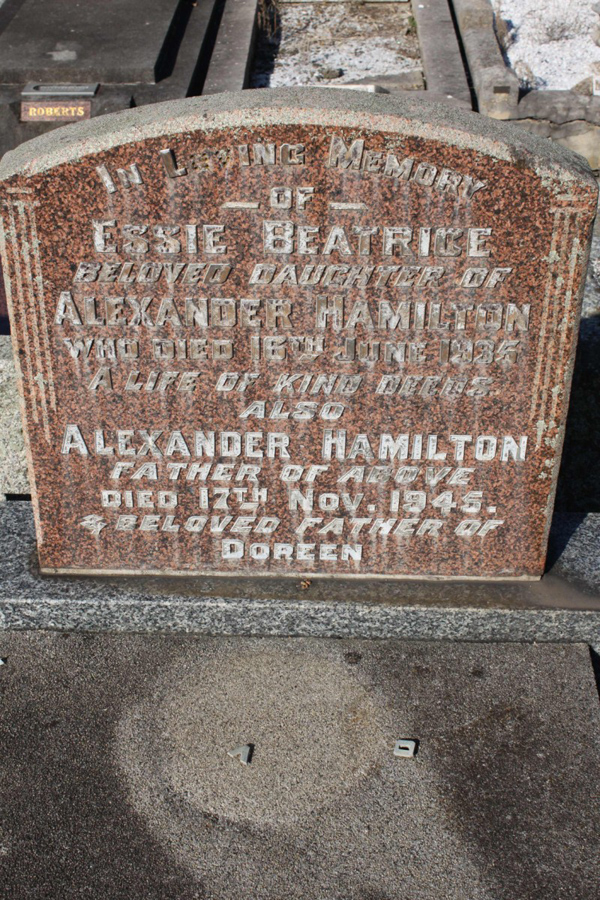 ROBERTS
IN LOVING MEMORY
OF
ESSIE BEATRICE
BELOVED DAUGHTER OF
ALEXANDER HAMILTON
WHO DIED 16TH JUNE 1935
A LIFE OF KIND DEEDS.
ALSO
ALEXANDER HAMILTON
FATHER OF ABOVE
DIED 17TH NOV. 1945.
& BELOVED FATHER OF
DOREEN